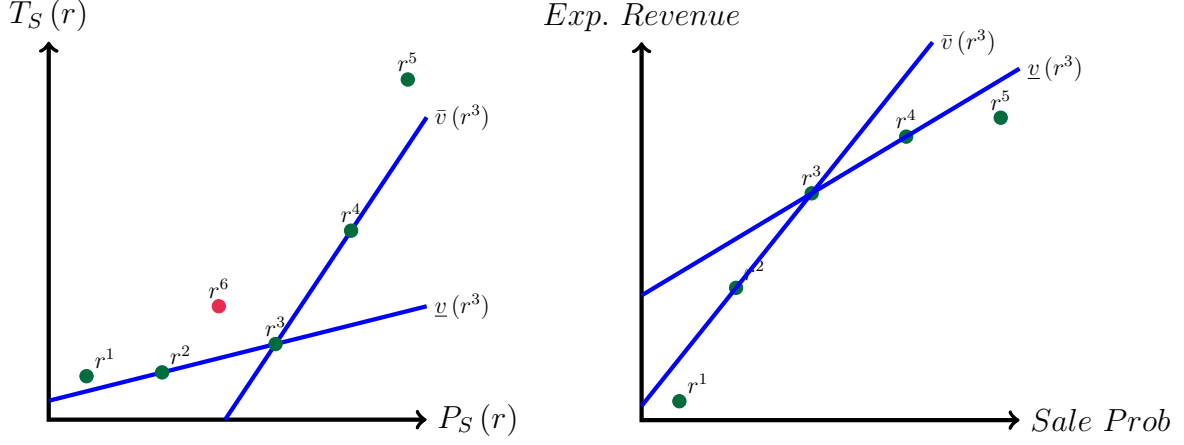 T_S (r)
r^5
v̄ (r^3)
r^4
r^6
v̲ (r^3)
r^3
r^1
r^2
P_S (r)
Exp. Revenue
v̄ (r^3)
v̲ (r^3)
r^5
r^4
r^3
r^2
r^1
Sale Prob